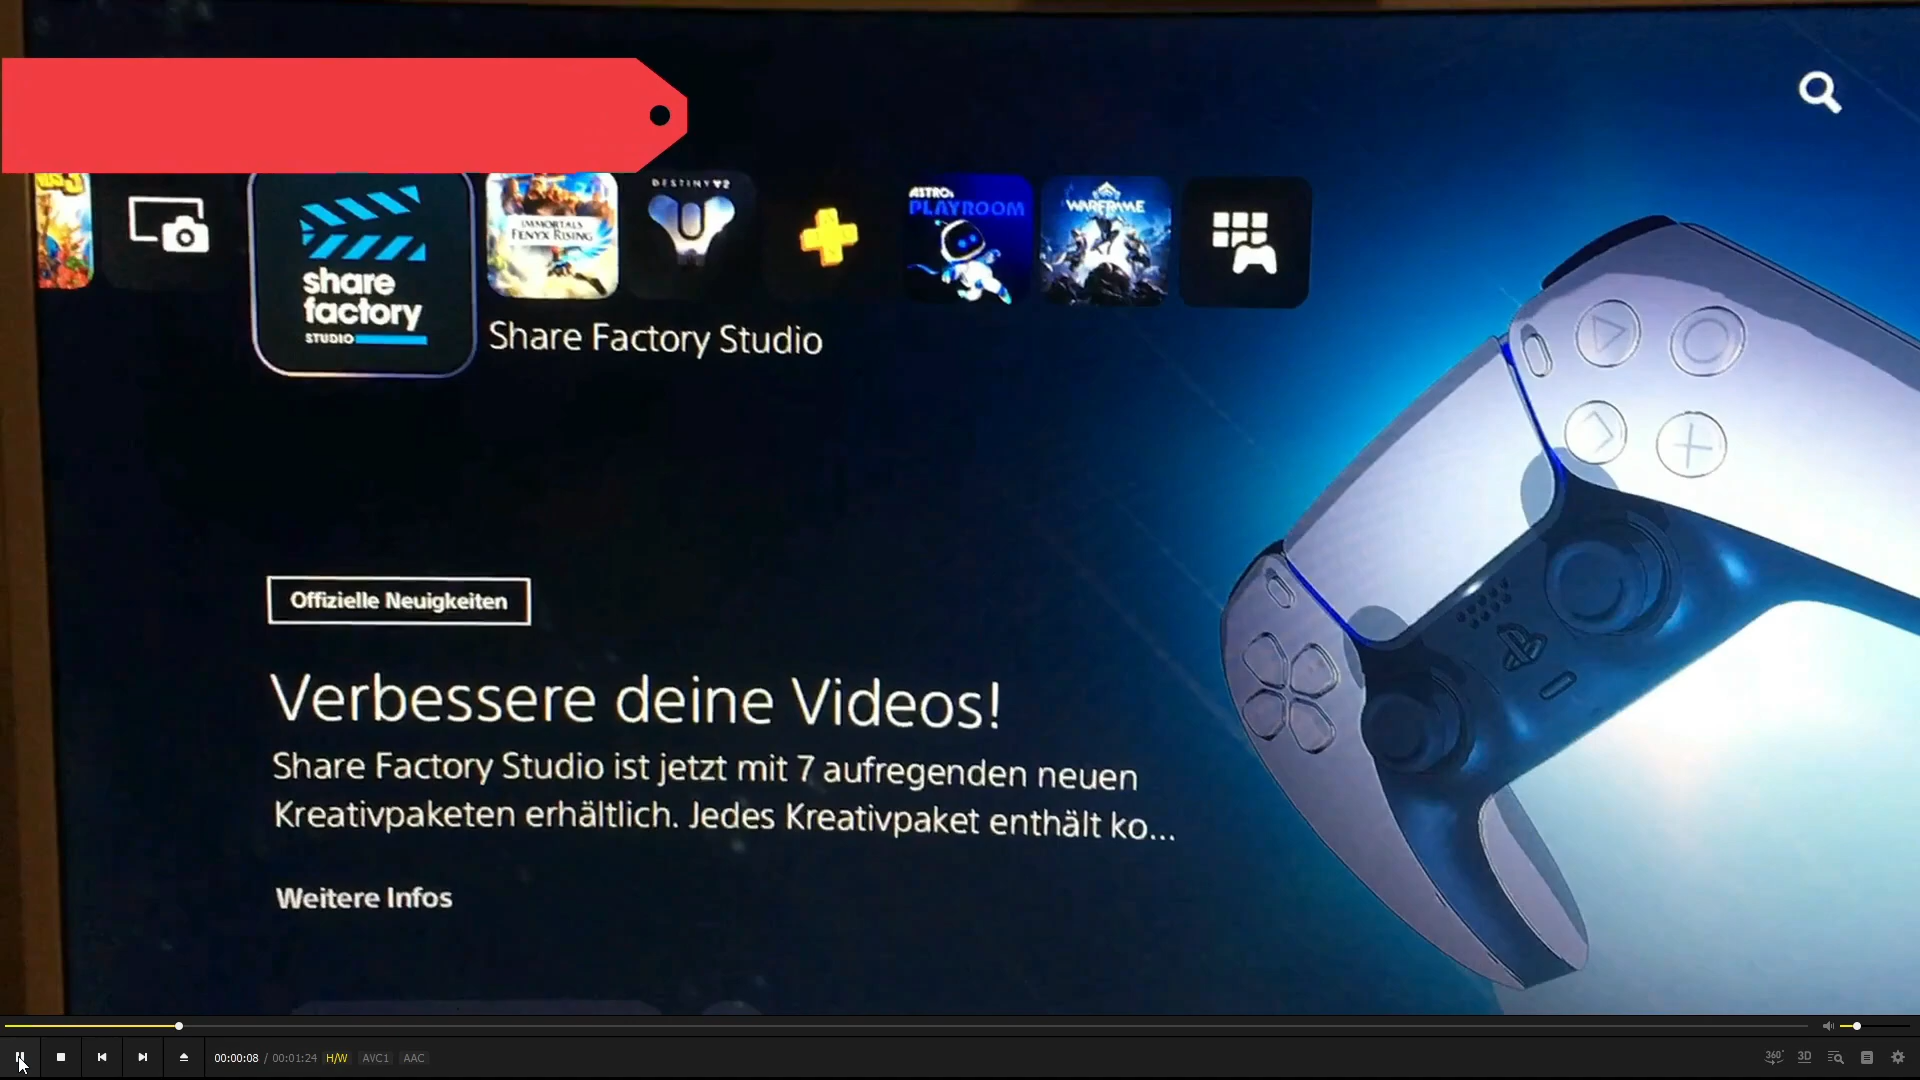 DESTINY 2
ASTRO's
PLAYROOM
WARFRAME
IMMORTALS
FENYX RISING
share
factory
STUDIO
Share Factory Studio
Offizielle Neuigkeiten
Verbessere deine Videos!
Share Factory Studio ist jetzt mit 7 aufregenden neuen
Kreativpaketen erhältlich. Jedes Kreativpaket enthält ko...
Weitere Infos
00:00:08 / 00:01:24 H/W AVC1 AAC
360° 3D